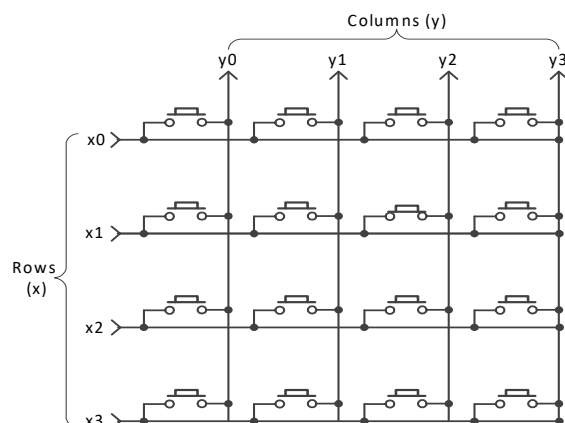 Columns (y)
y0 y1 y2 y3
x0
x1
Rows
(x)
x2
x3